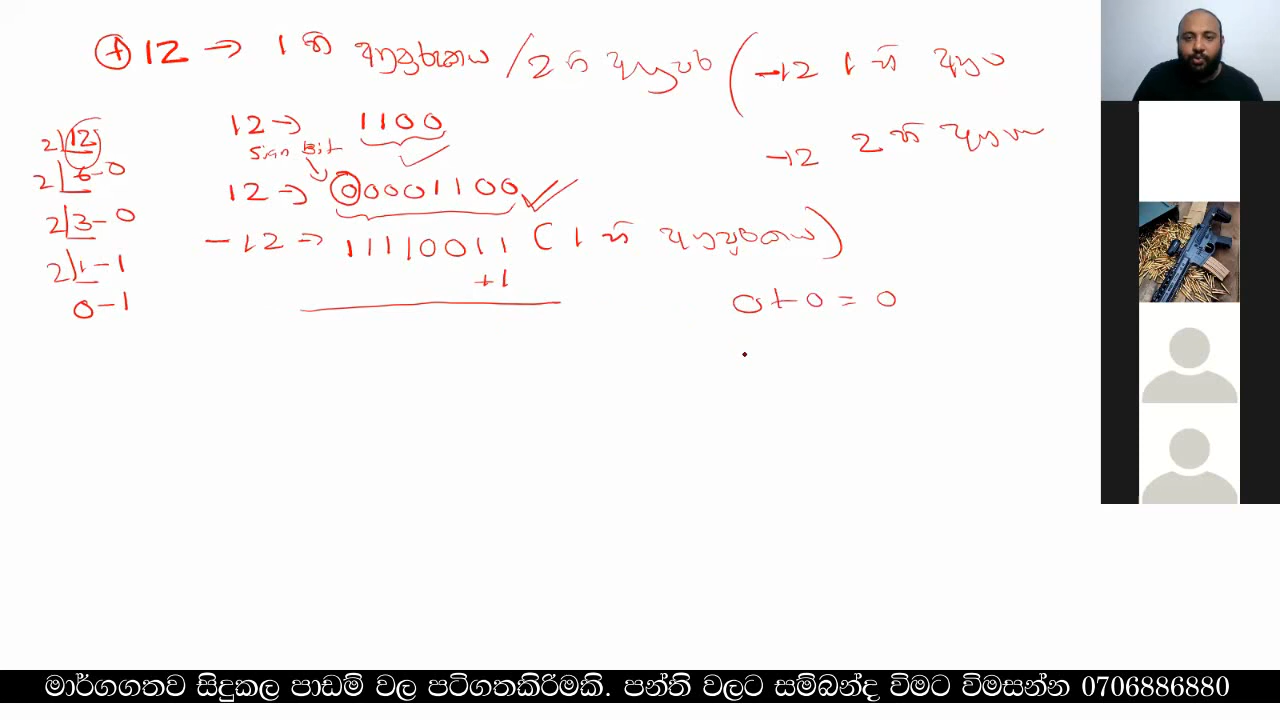 +12 → 1 හි අනුපූරකය / 2 හි අනුපූර ( -12 1 හි අනුප
-12 2 හි අනුප
12 → 1100
Sign Bit
12 → 00001100
-12 → 11110011 ( 1 හි අනුපූරකය )
+1
2 12
2 6-0
2 3-0
2 1-1
0-1
0+0=0
මාර්ගගතව සිදුකල පාඩම් වල පටිගතකිරීමකි. පන්ති වලට සම්බන්ද වීමට විමසන්න 0706886880